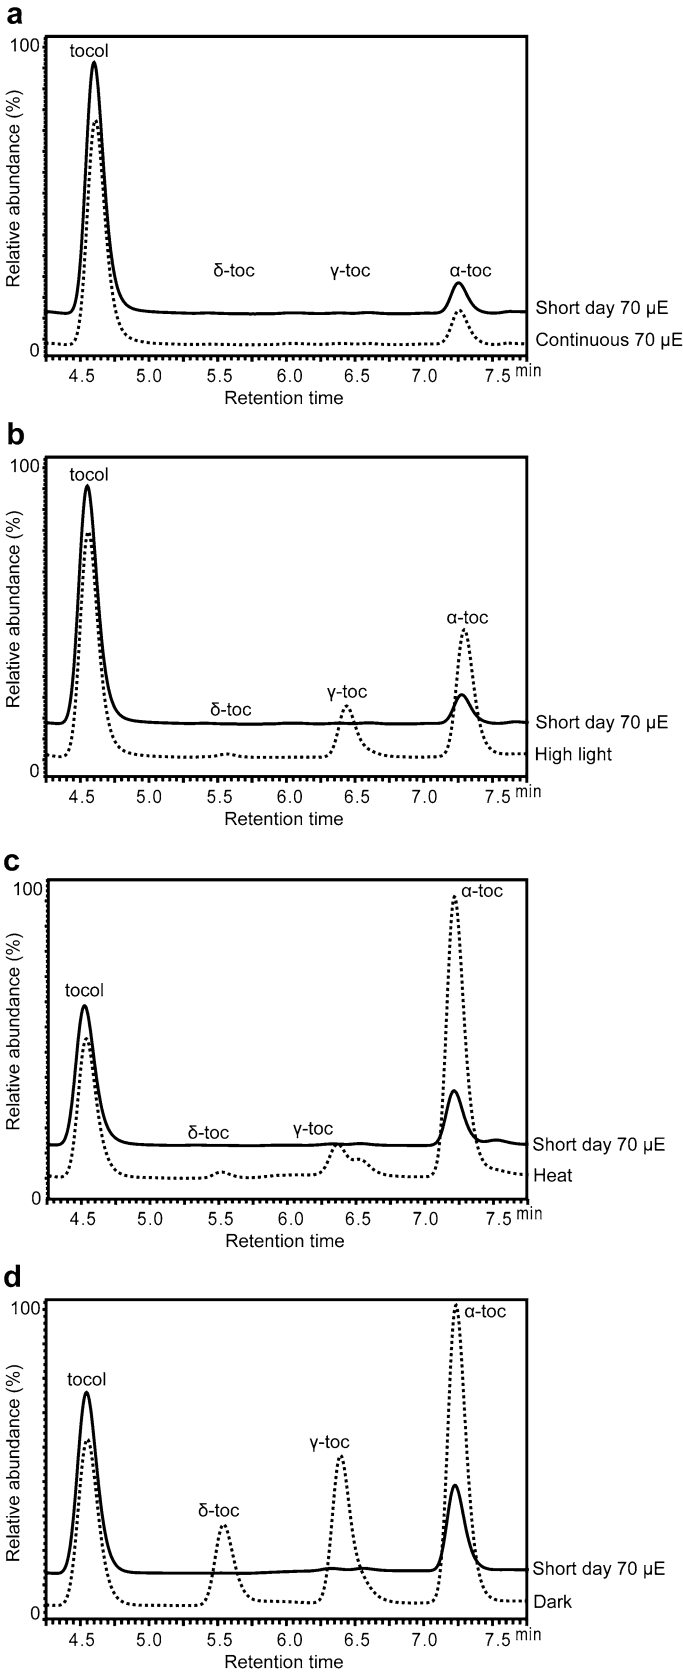 a
100
tocol
Relative abundance (%)
δ-toc γ-toc α-toc
Short day 70 µE
Continuous 70 µE
0
4.5 5.0 5.5 6.0 6.5 7.0 7.5 min
Retention time
b
100
tocol
Relative abundance (%)
α-toc
γ-toc
δ-toc
Short day 70 µE
High light
0
4.5 5.0 5.5 6.0 6.5 7.0 7.5 min
Retention time
c
100
α-toc
Relative abundance (%)
tocol
δ-toc γ-toc
Short day 70 µE
Heat
0
4.5 5.0 5.5 6.0 6.5 7.0 7.5 min
Retention time
d
100
α-toc
Relative abundance (%)
tocol
γ-toc
δ-toc
Short day 70 µE
Dark
0
4.5 5.0 5.5 6.0 6.5 7.0 7.5 min
Retention time